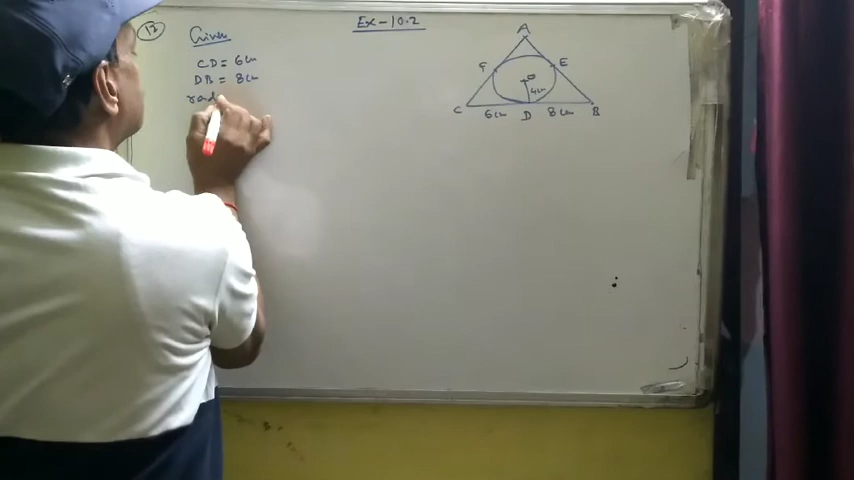 Ex-10.2
12
Given
CD = 6cm
DB = 8cm
rad
A
F
E
O
4cm
C
6cm
D
8cm
B